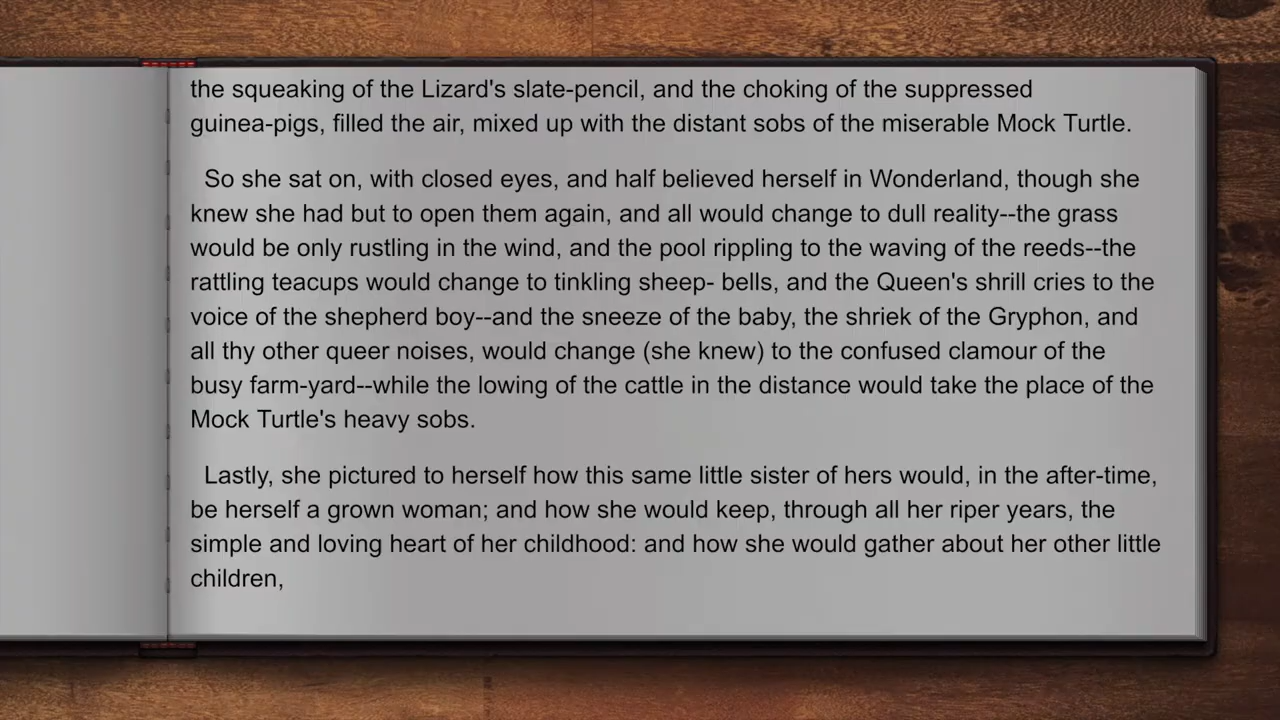 the squeaking of the Lizard's slate-pencil, and the choking of the suppressed
guinea-pigs, filled the air, mixed up with the distant sobs of the miserable Mock Turtle.
So she sat on, with closed eyes, and half believed herself in Wonderland, though she
knew she had but to open them again, and all would change to dull reality--the grass
would be only rustling in the wind, and the pool rippling to the waving of the reeds--the
rattling teacups would change to tinkling sheep- bells, and the Queen's shrill cries to the
voice of the shepherd boy--and the sneeze of the baby, the shriek of the Gryphon, and
all thy other queer noises, would change (she knew) to the confused clamour of the
busy farm-yard--while the lowing of the cattle in the distance would take the place of the
Mock Turtle's heavy sobs.
Lastly, she pictured to herself how this same little sister of hers would, in the after-time,
be herself a grown woman; and how she would keep, through all her riper years, the
simple and loving heart of her childhood: and how she would gather about her other little
children,